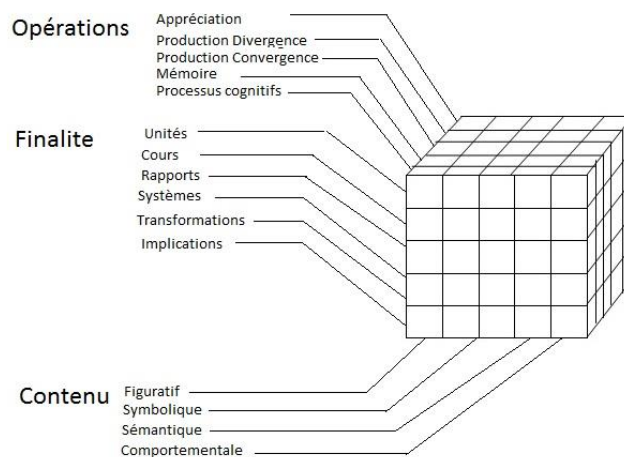 Opérations
Appréciation
Production Divergence
Production Convergence
Mémoire
Processus cognitifs
Finalite
Unités
Cours
Rapports
Systèmes
Transformations
Implications
Contenu
Figuratif
Symbolique
Sémantique
Comportementale